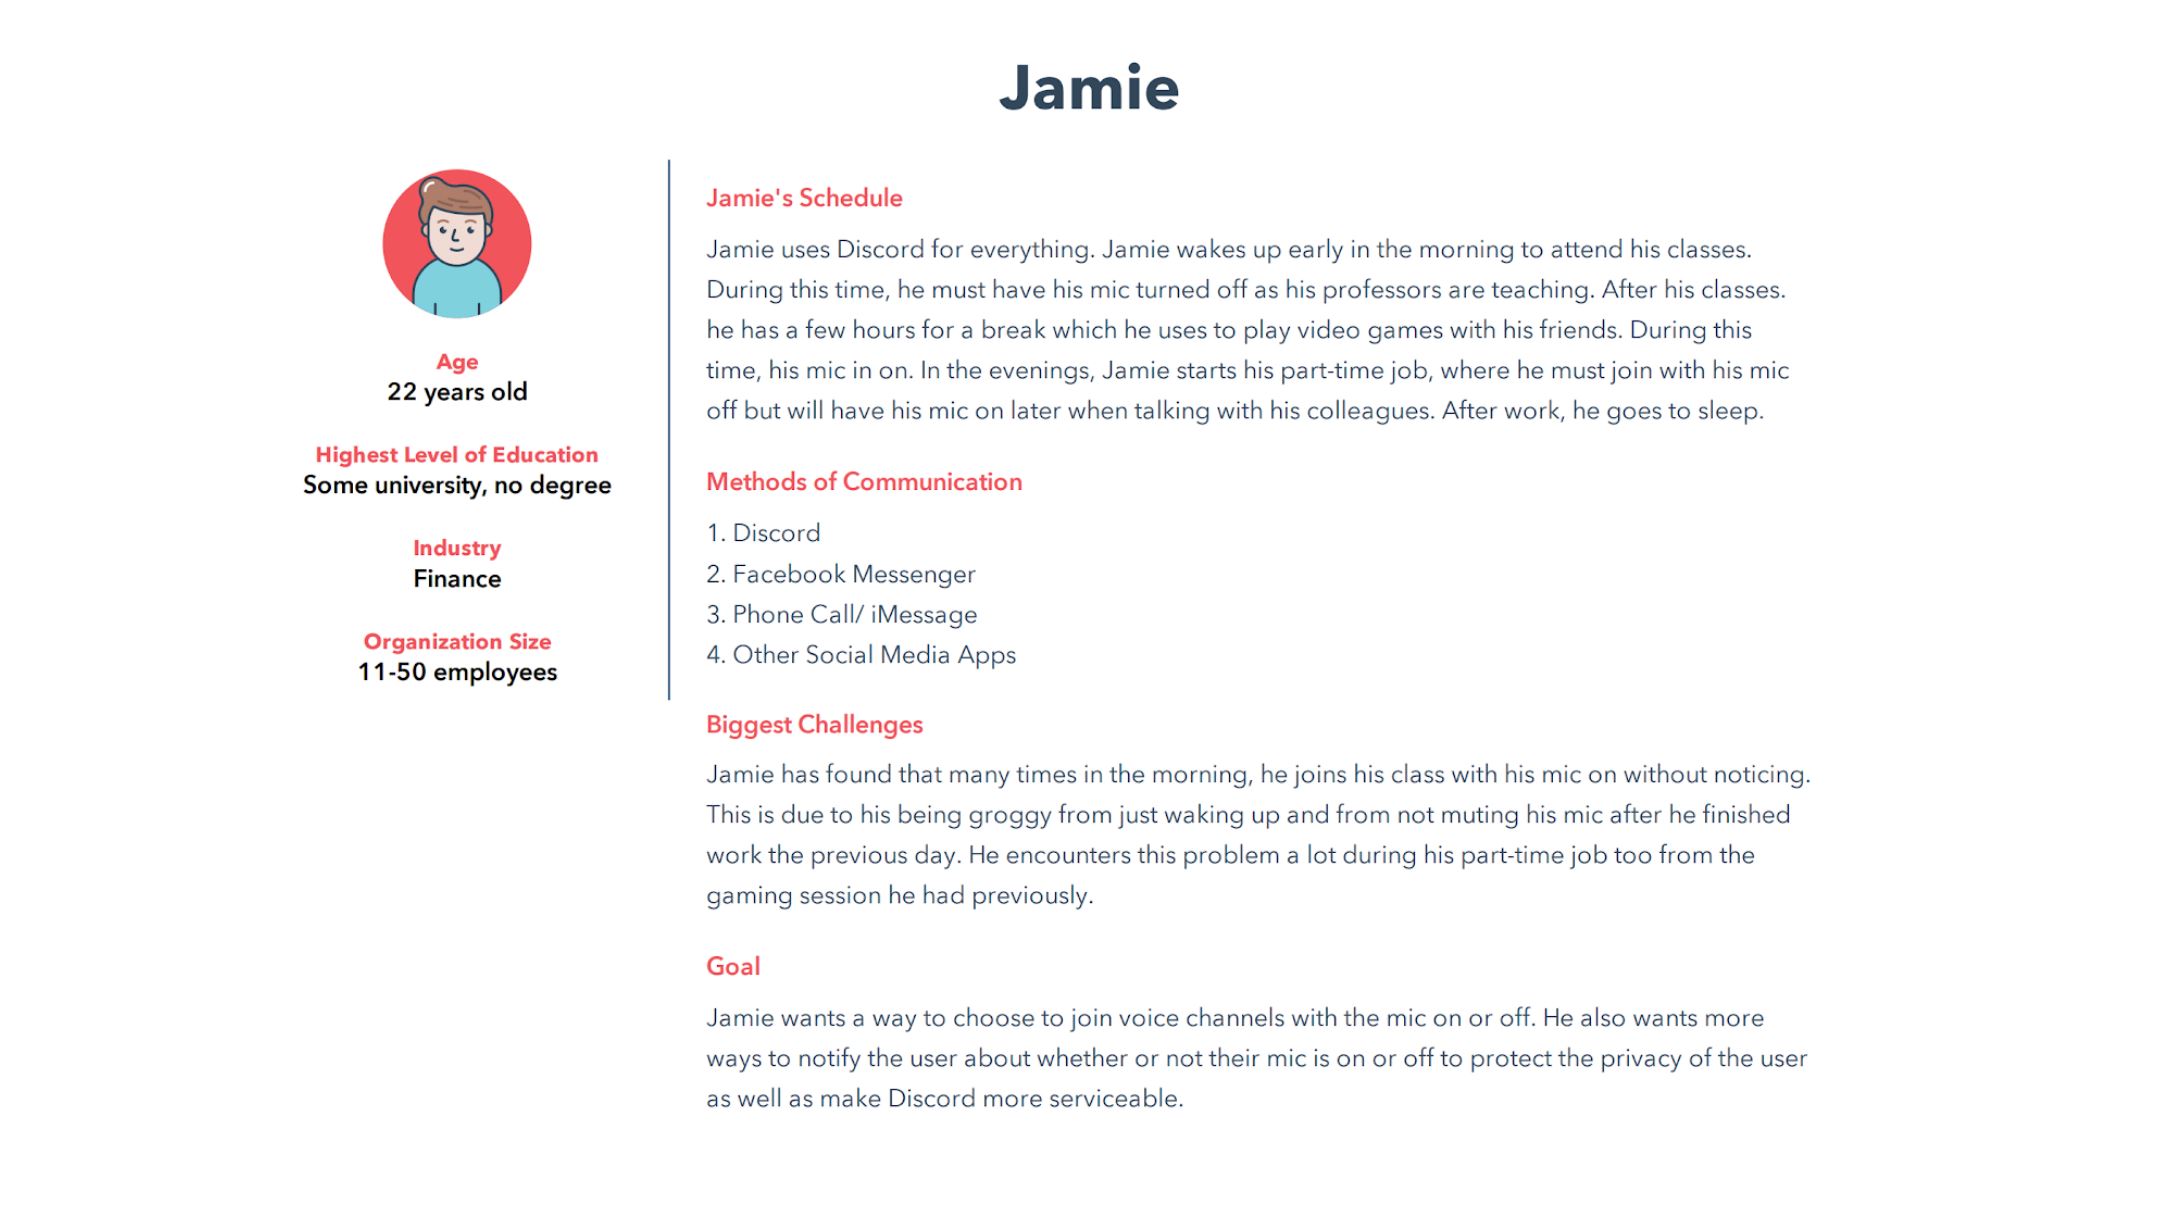 Jamie
Age
22 years old
Highest Level of Education
Some university, no degree
Industry
Finance
Organization Size
11-50 employees
Jamie's Schedule
Jamie uses Discord for everything. Jamie wakes up early in the morning to attend his classes.
During this time, he must have his mic turned off as his professors are teaching. After his classes.
he has a few hours for a break which he uses to play video games with his friends. During this
time, his mic in on. In the evenings, Jamie starts his part-time job, where he must join with his mic
off but will have his mic on later when talking with his colleagues. After work, he goes to sleep.
Methods of Communication
1. Discord
2. Facebook Messenger
3. Phone Call/ iMessage
4. Other Social Media Apps
Biggest Challenges
Jamie has found that many times in the morning, he joins his class with his mic on without noticing.
This is due to his being groggy from just waking up and from not muting his mic after he finished
work the previous day. He encounters this problem a lot during his part-time job too from the
gaming session he had previously.
Goal
Jamie wants a way to choose to join voice channels with the mic on or off. He also wants more
ways to notify the user about whether or not their mic is on or off to protect the privacy of the user
as well as make Discord more serviceable.